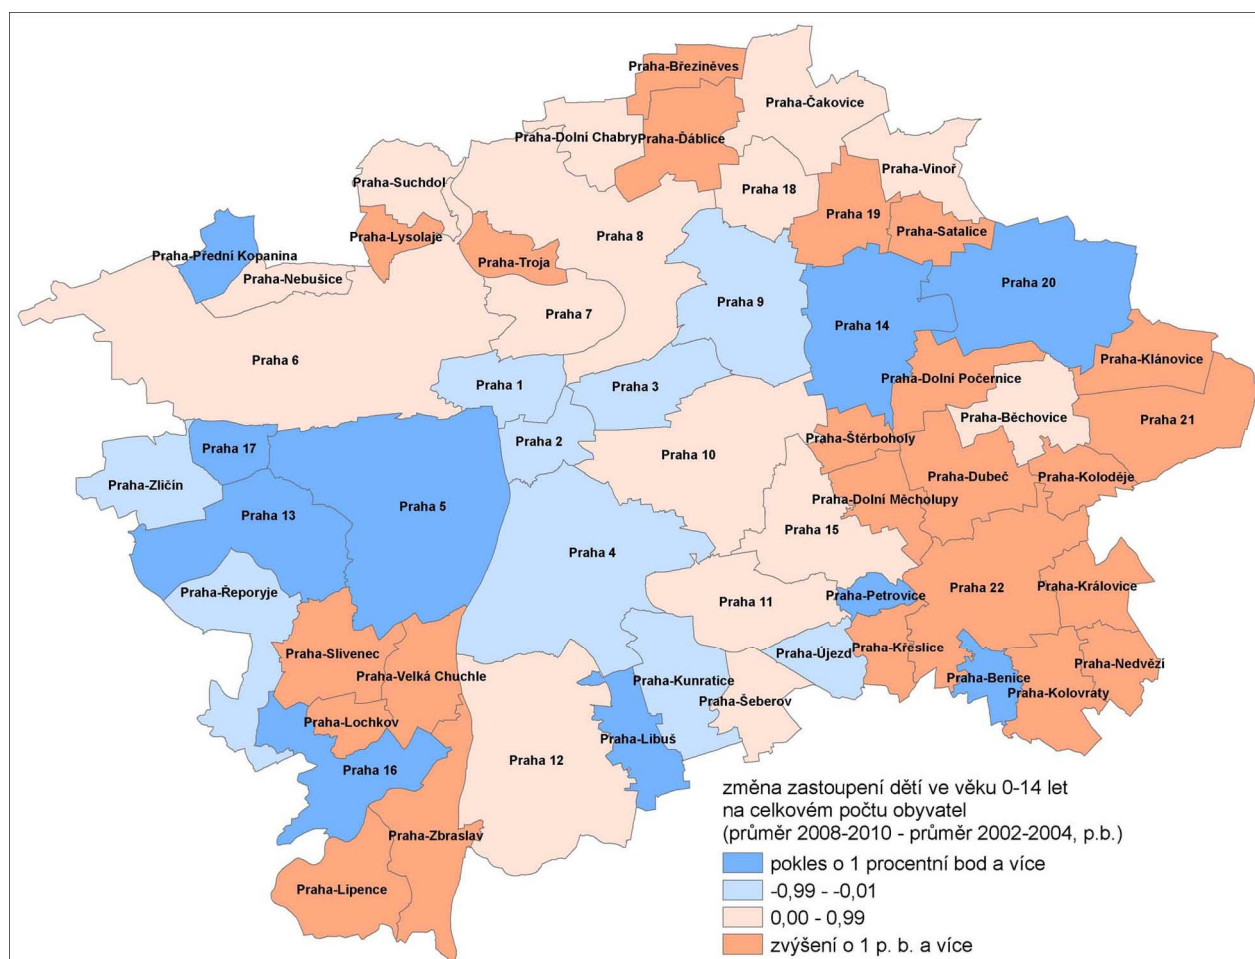 Praha-Březiněves
Praha-Čakovice
Praha-Dolní Chabry
Praha-Ďáblice
Praha-Vinoř
Praha-Suchdol
Praha 18
Praha 19
Praha-Satalice
Praha-Lysolaje
Praha 8
Praha-Přední Kopanina
Praha-Troja
Praha-Nebušice
Praha 20
Praha 9
Praha 7
Praha 14
Praha 6
Praha-Klánovice
Praha 1
Praha 3
Praha-Dolní Počernice
Praha-Běchovice
Praha 21
Praha 17
Praha 2
Praha-Štěrboholy
Praha 10
Praha-Zličín
Praha-Dubeč
Praha-Koloděje
Praha-Dolní Měcholupy
Praha 13
Praha 5
Praha 15
Praha 4
Praha-Řeporyje
Praha-Petrovice
Praha 22
Praha-Královice
Praha 11
Praha-Slivenec
Praha-Újezd
Praha-Křeslice
Praha-Nedvězí
Praha-Velká Chuchle
Praha-Kunratice
Praha-Benice
Praha-Kolovraty
Praha-Šeberov
Praha-Lochkov
Praha-Libuš
Praha 12
Praha 16
Praha-Zbraslav
Praha-Lipence
změna zastoupení dětí ve věku 0-14 let
na celkovém počtu obyvatel
(průměr 2008-2010 - průměr 2002-2004, p.b.)
pokles o 1 procentní bod a více
-0,99 - -0,01
0,00 - 0,99
zvýšení o 1 p. b. a více